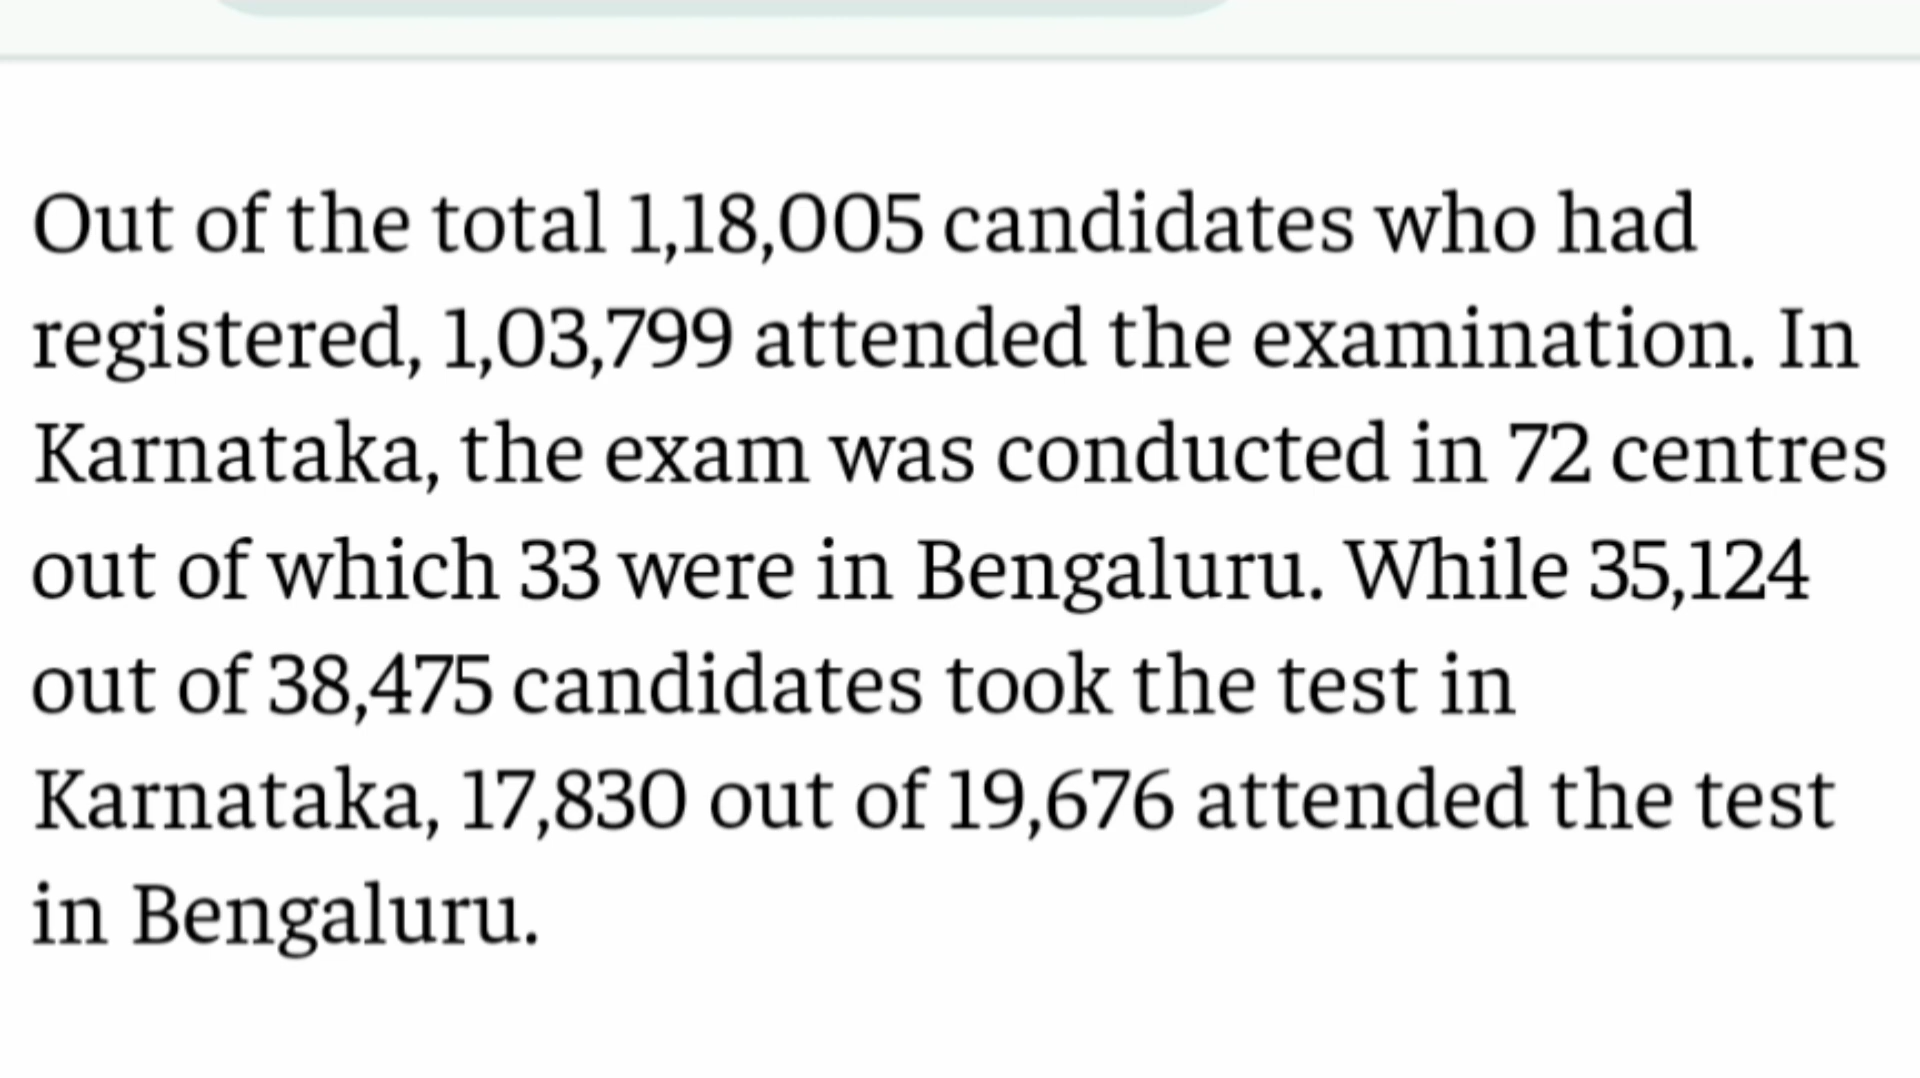 Out of the total 1,18,005 candidates who had
registered, 1,03,799 attended the examination. In
Karnataka, the exam was conducted in 72 centres
out of which 33 were in Bengaluru. While 35,124
out of 38,475 candidates took the test in
Karnataka, 17,830 out of 19,676 attended the test
in Bengaluru.